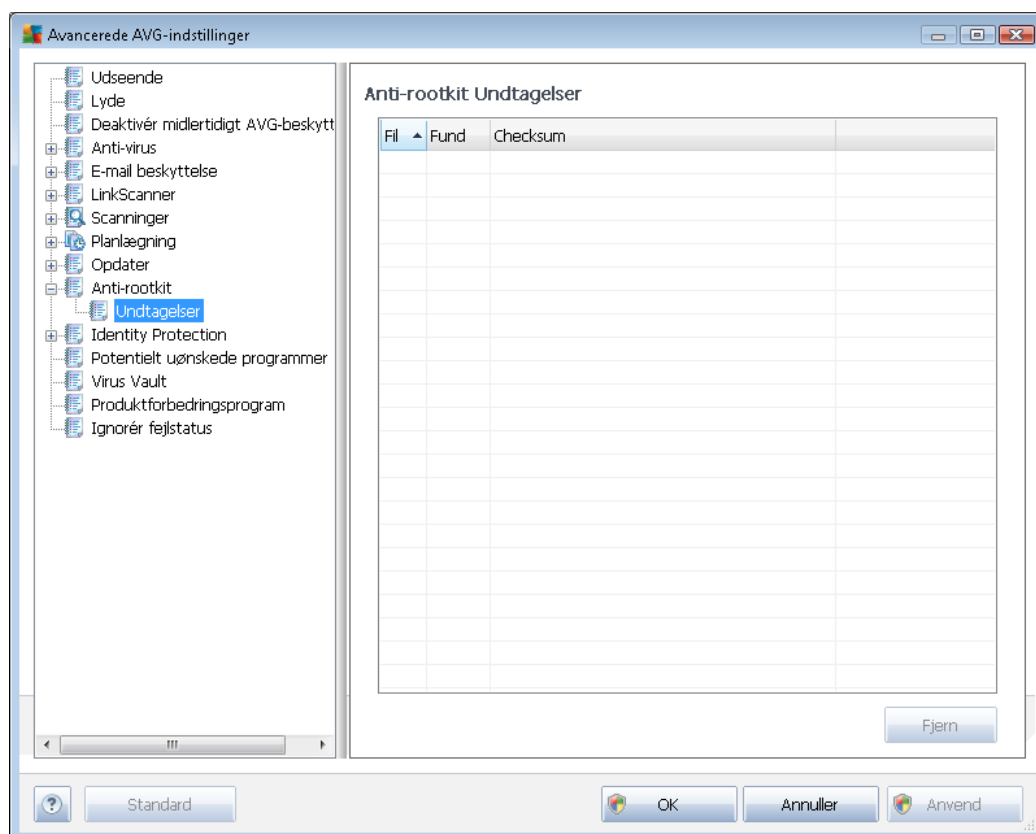 Avancerede AVG-indstillinger
Udseende
Lyde
Deaktivér midlertidigt AVG-beskytt
Anti-virus
E-mail beskyttelse
LinkScanner
Scanninger
Planlægning
Opdater
Anti-rootkit
Undtagelser
Identity Protection
Potentielt uønskede programmer
Virus Vault
Produktforbedringsprogram
Ignorér fejlstatus
Anti-rootkit Undtagelser
Fil Fund Checksum
Fjern
? Standard OK Annuller Anvend